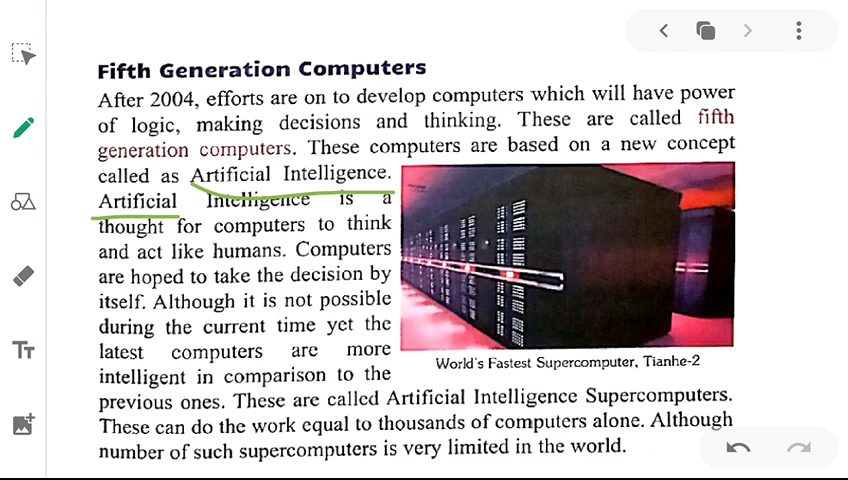 Fifth Generation Computers
After 2004, efforts are on to develop computers which will have power
of logic, making decisions and thinking. These are called fifth
generation computers. These computers are based on a new concept
called as Artificial Intelligence.
Artificial Intelligence is a
thought for computers to think
and act like humans. Computers
are hoped to take the decision by
itself. Although it is not possible
during the current time yet the
latest computers are more
intelligent in comparison to the
previous ones. These are called Artificial Intelligence Supercomputers.
These can do the work equal to thousands of computers alone. Although
number of such supercomputers is very limited in the world.
World's Fastest Supercomputer, Tianhe-2
Tт